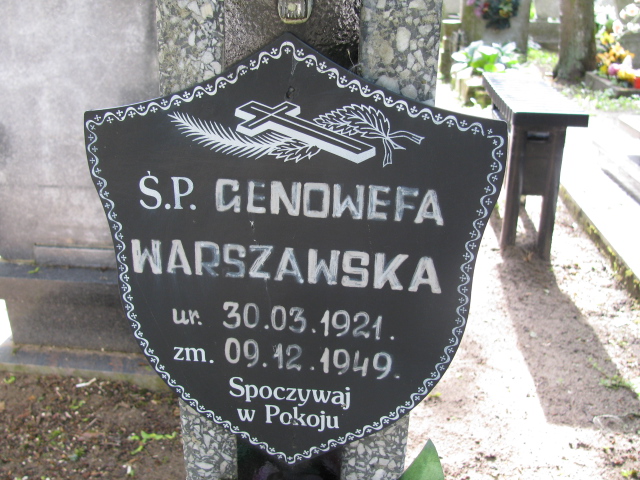 Ś.P. GENOWEFA
WARSZAWSKA
ur. 30.03.1921.
zm. 09.12.1949.
Spoczywaj
w Pokoju